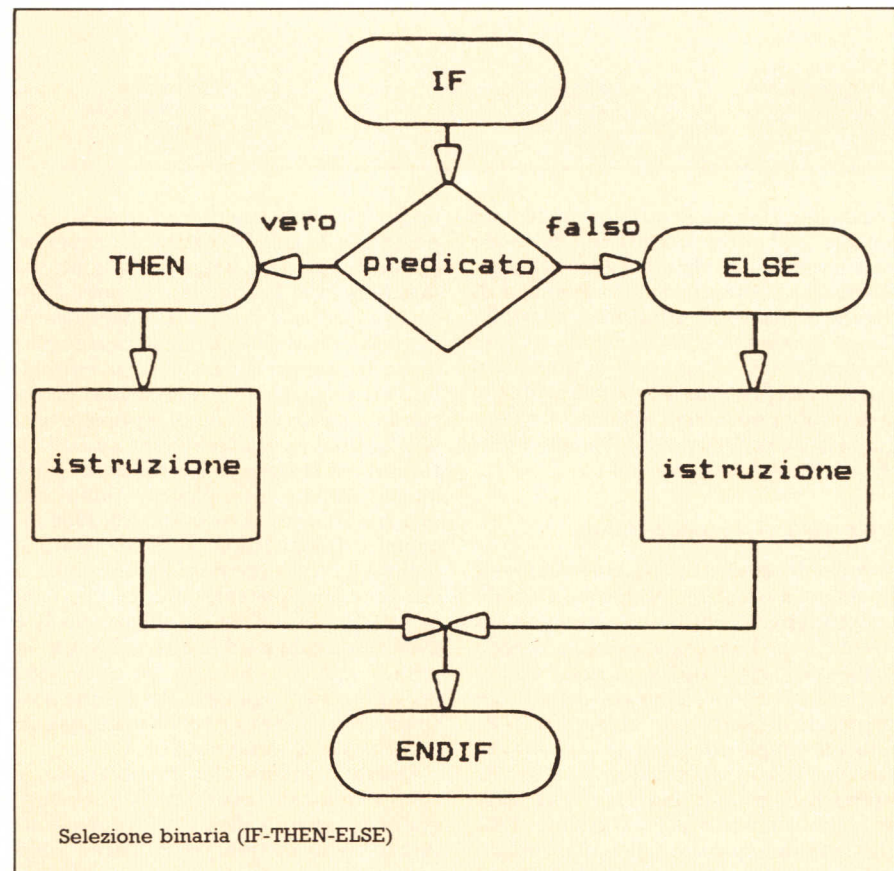 IF
vero
falso
THEN
predicato
ELSE
istruzione
istruzione
ENDIF
Selezione binaria (IF-THEN-ELSE)